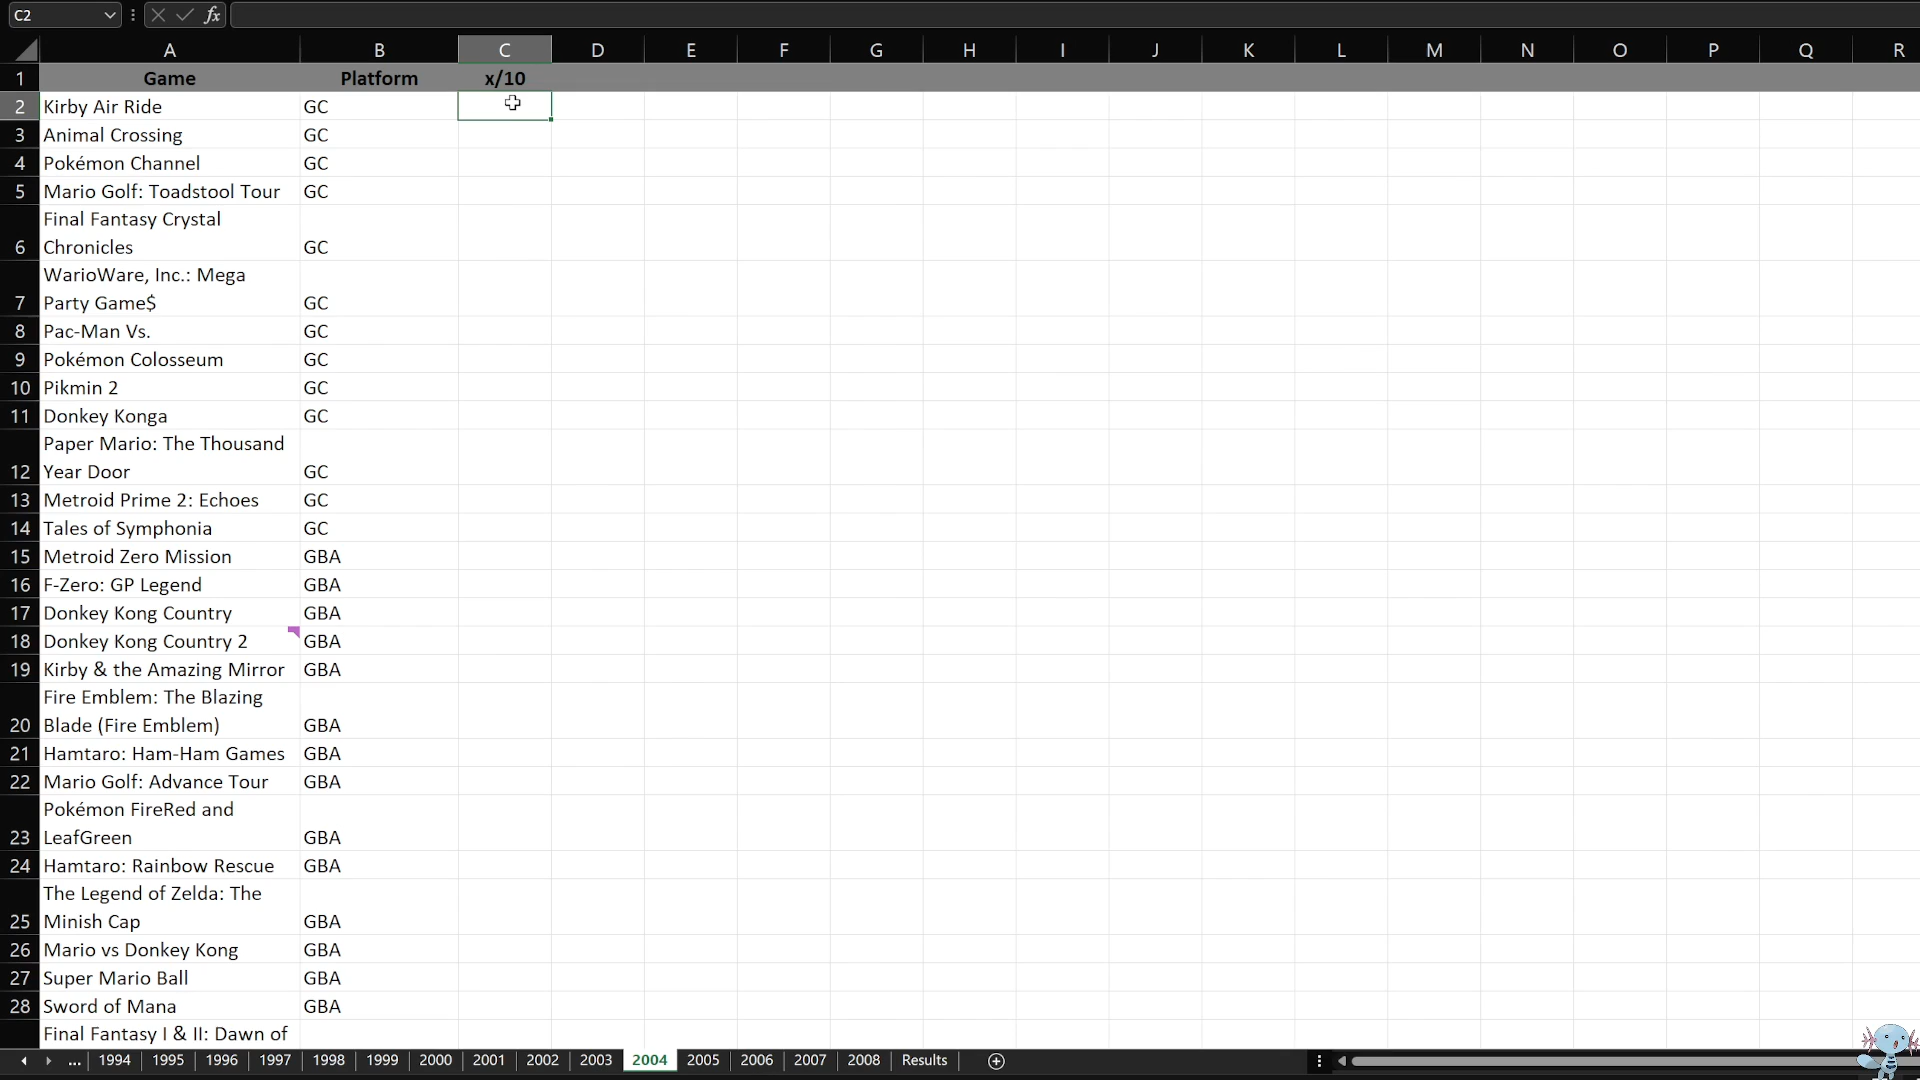 C2
fx
A B C D E F G H I J K L M N O P Q R
1 Game Platform x/10
2 Kirby Air Ride GC
3 Animal Crossing GC
4 Pokémon Channel GC
5 Mario Golf: Toadstool Tour GC
Final Fantasy Crystal
6 Chronicles GC
WarioWare, Inc.: Mega
7 Party Game$ GC
8 Pac-Man Vs. GC
9 Pokémon Colosseum GC
10 Pikmin 2 GC
11 Donkey Konga GC
Paper Mario: The Thousand
12 Year Door GC
13 Metroid Prime 2: Echoes GC
14 Tales of Symphonia GC
15 Metroid Zero Mission GBA
16 F-Zero: GP Legend GBA
17 Donkey Kong Country GBA
18 Donkey Kong Country 2 GBA
19 Kirby & the Amazing Mirror GBA
Fire Emblem: The Blazing
20 Blade (Fire Emblem) GBA
21 Hamtaro: Ham-Ham Games GBA
22 Mario Golf: Advance Tour GBA
Pokémon FireRed and
23 LeafGreen GBA
24 Hamtaro: Rainbow Rescue GBA
The Legend of Zelda: The
25 Minish Cap GBA
26 Mario vs Donkey Kong GBA
27 Super Mario Ball GBA
28 Sword of Mana GBA
Final Fantasy I & II: Dawn of
... 1994 1995 1996 1997 1998 1999 2000 2001 2002 2003 2004 2005 2006 2007 2008 Results